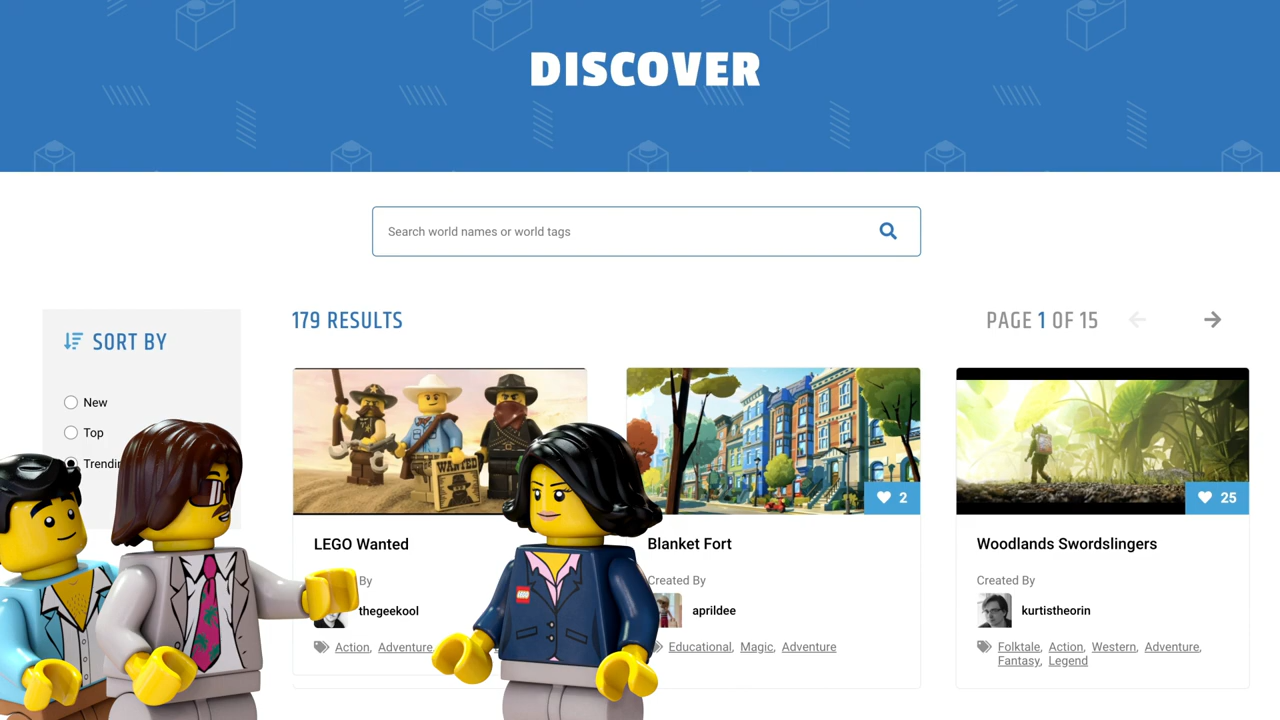 DISCOVER
Search world names or world tags
179 RESULTS
PAGE 1 OF 15
SORT BY
New
Top
WANTED
2
25
LEGO Wanted
Blanket Fort
Woodlands Swordslingers
By
Created By
Created By
thegeekool
aprildee
kurtistheorin
LEGO
Action, Adventure,
Educational, Magic, Adventure
Folktale, Action, Western, Adventure,
Fantasy, Legend